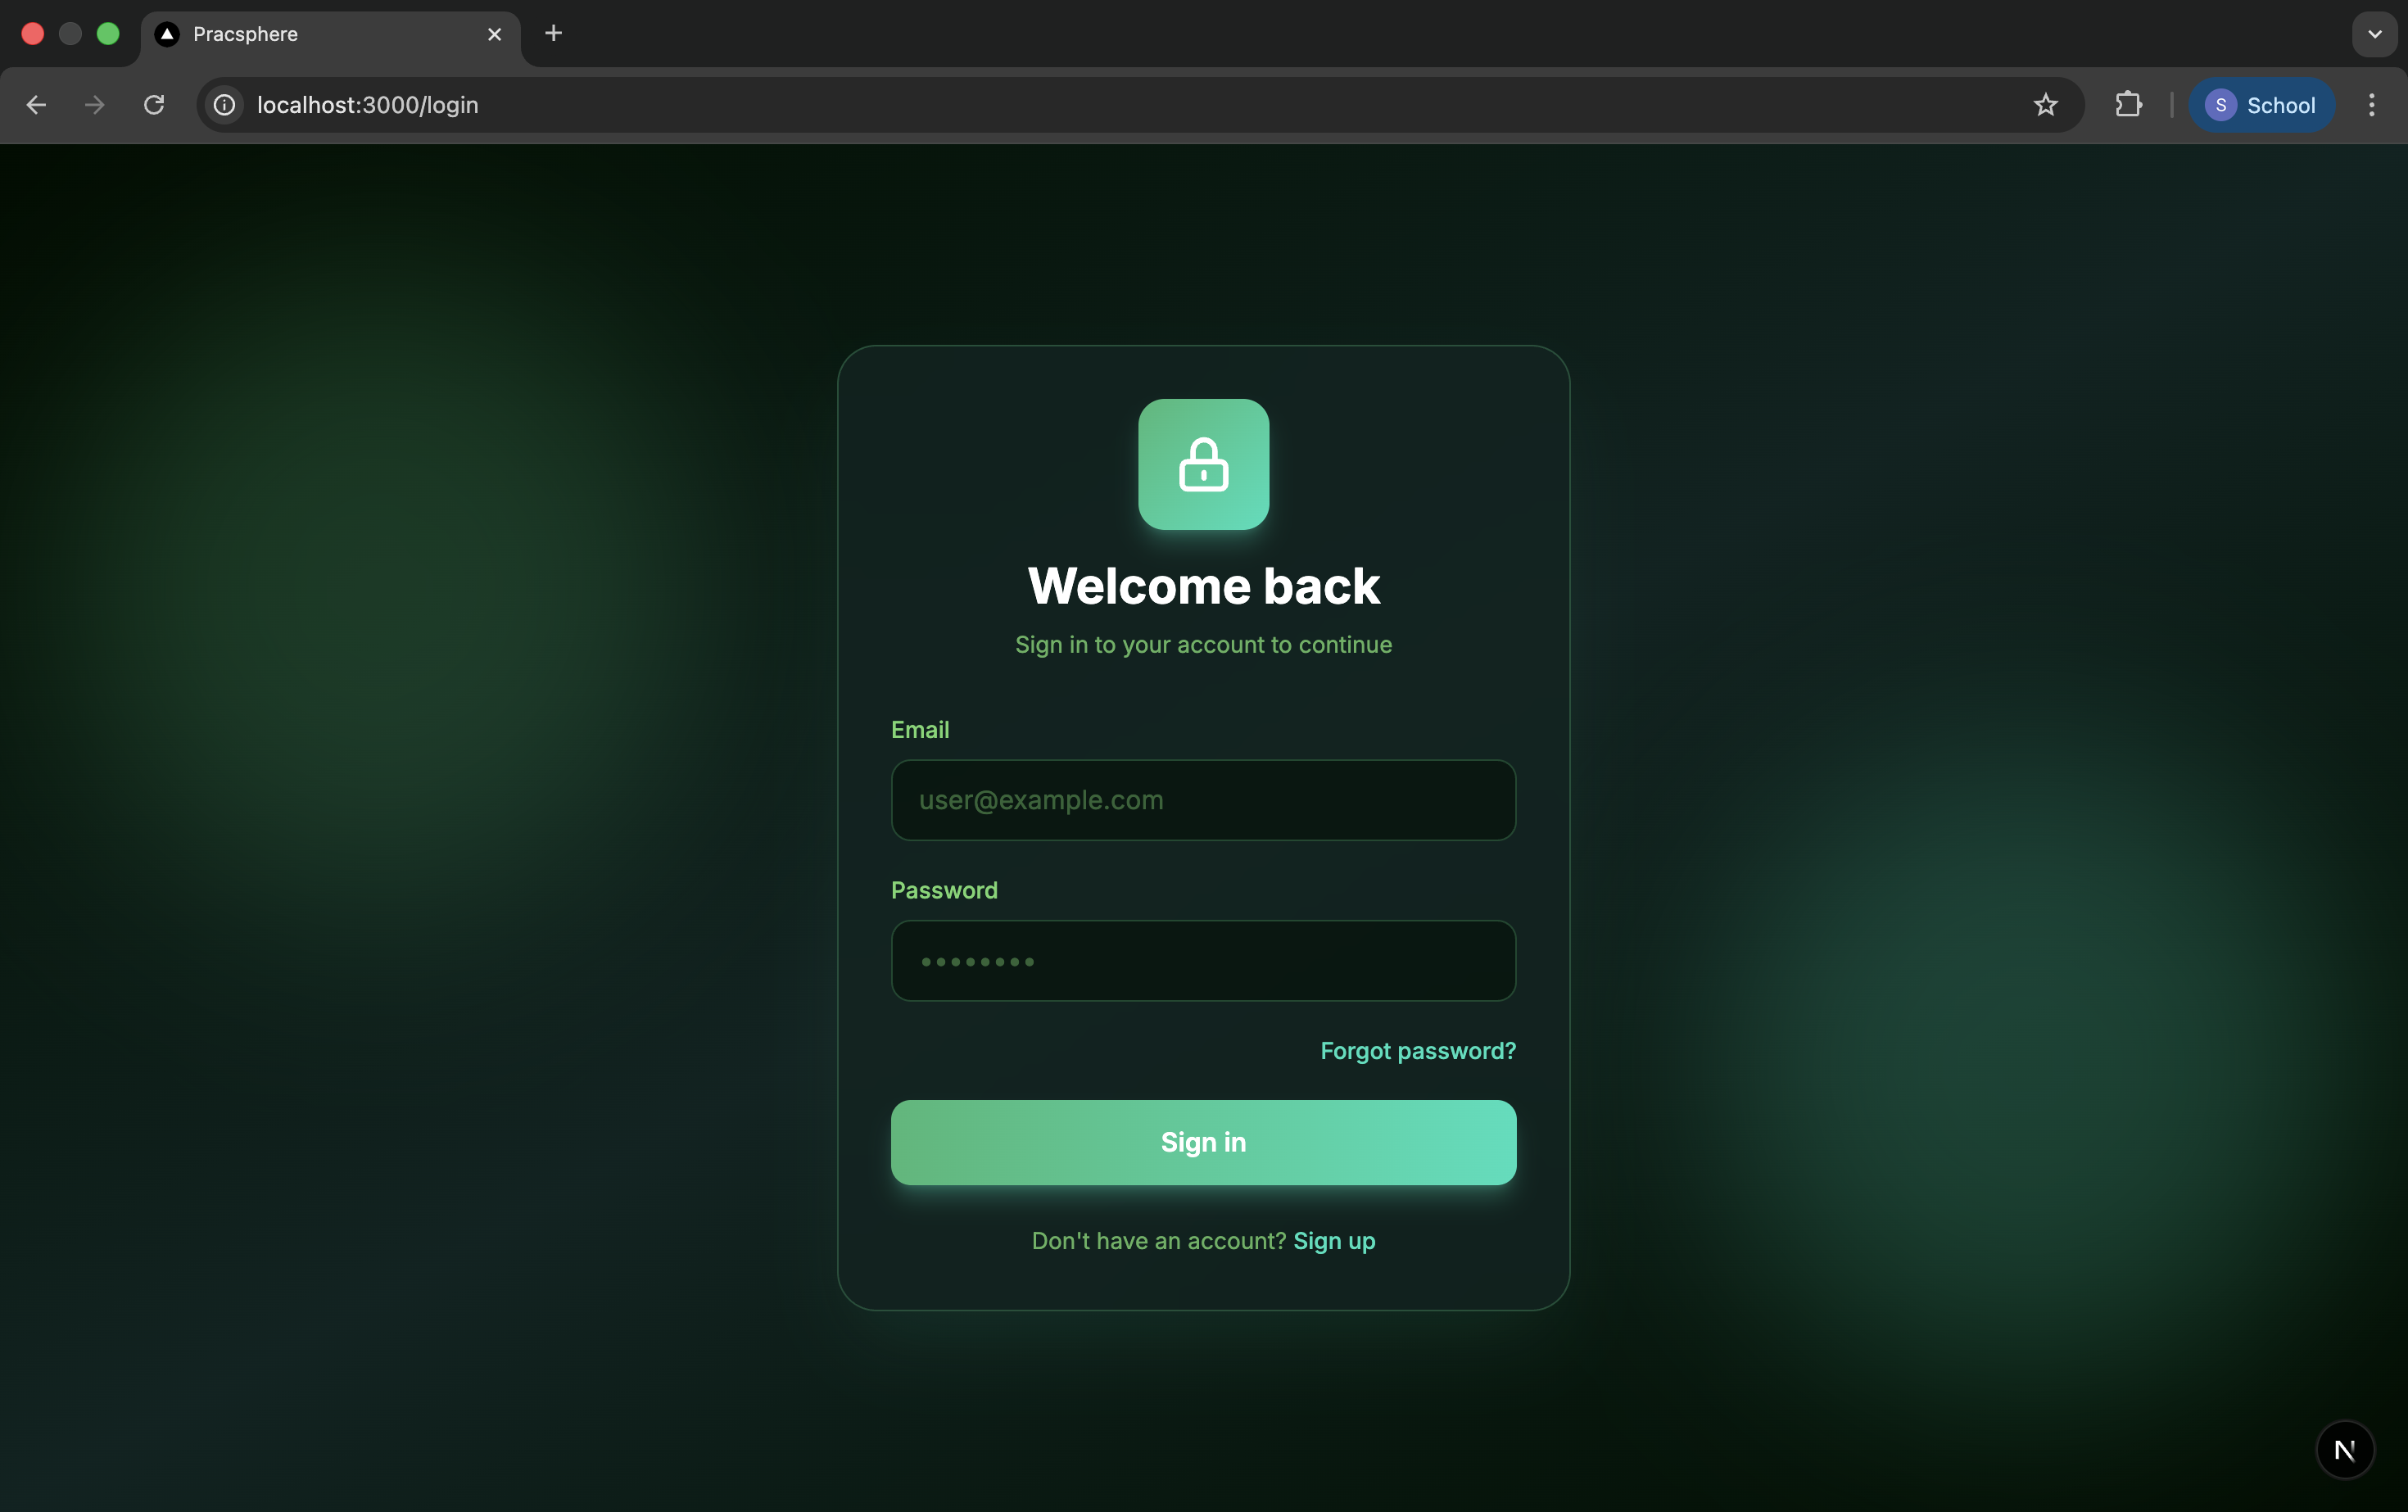 Pracsphere
localhost:3000/login
S School
Welcome back
Sign in to your account to continue
Email
user@example.com
Password
••••••••
Forgot password?
Sign in
Don't have an account? Sign up
N